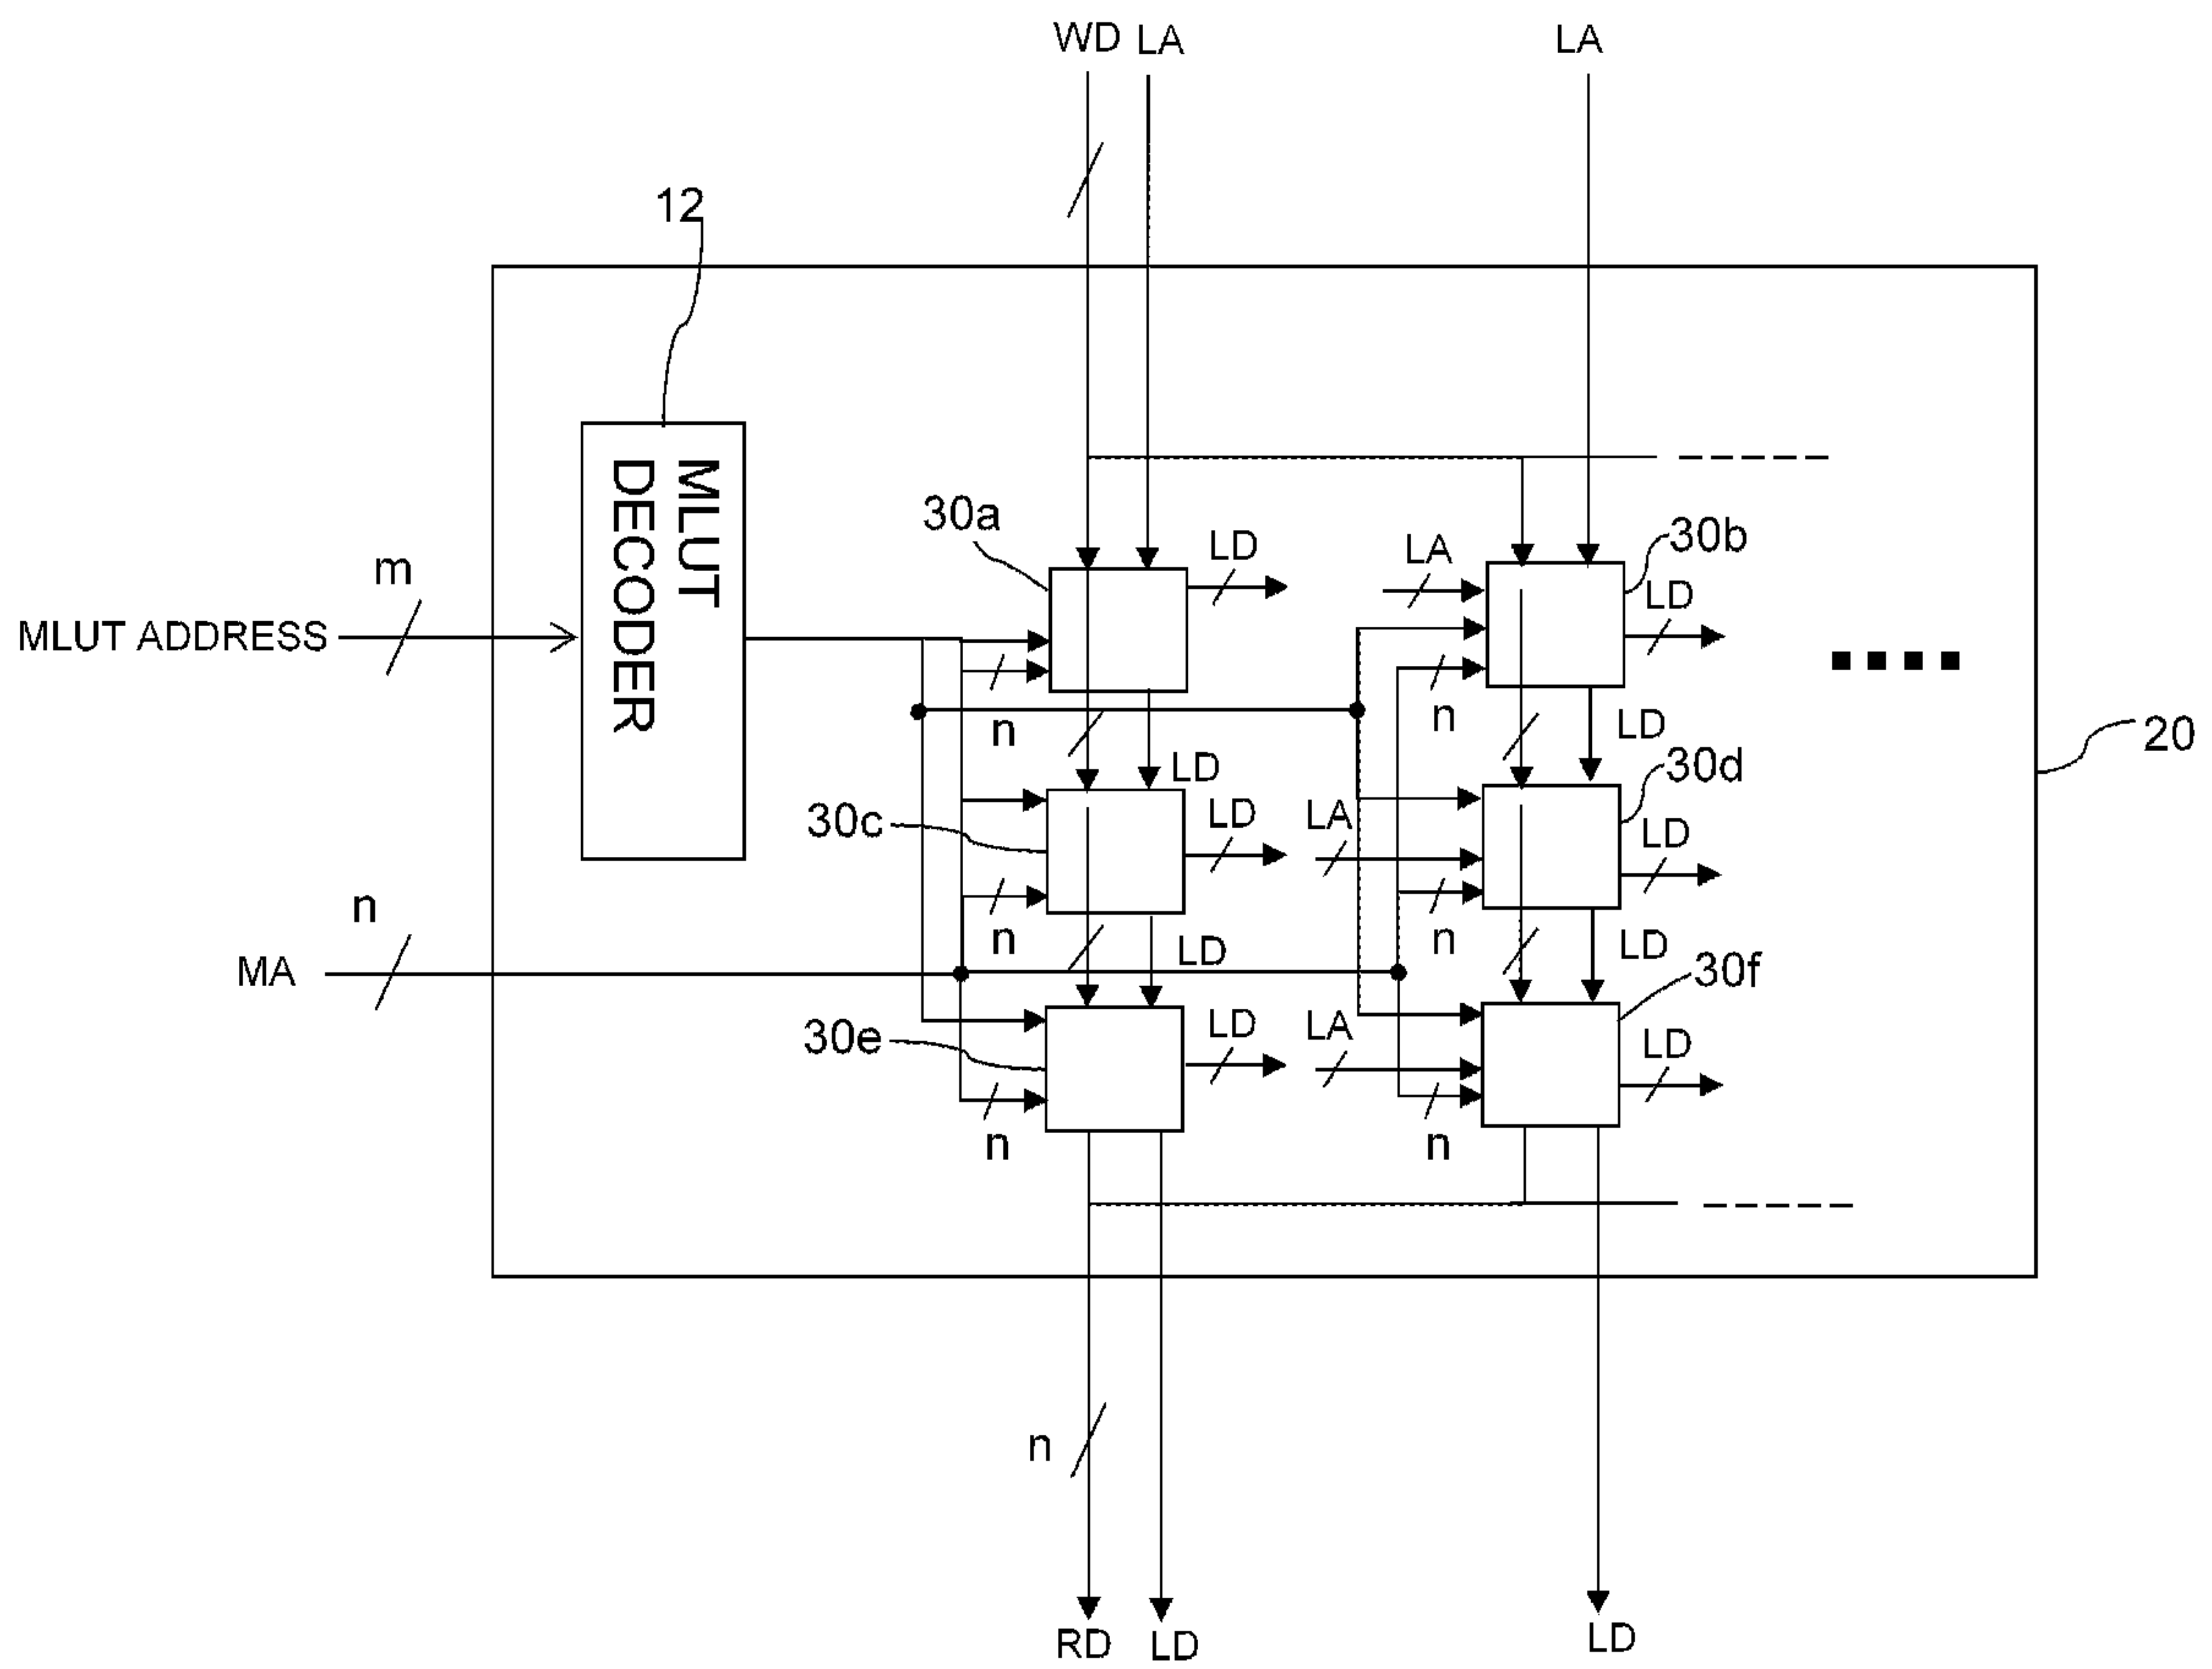 WD LA LA
12
MLUT
DECODER
30a
LD
LA
30b
LD
m
MLUT ADDRESS
n
n
LD
20
LD
30d
30c
LD
LA
LD
n
n
n
LD
LD
MA
30f
30e
LD
LA
LD
n
n
n
RD LD LD